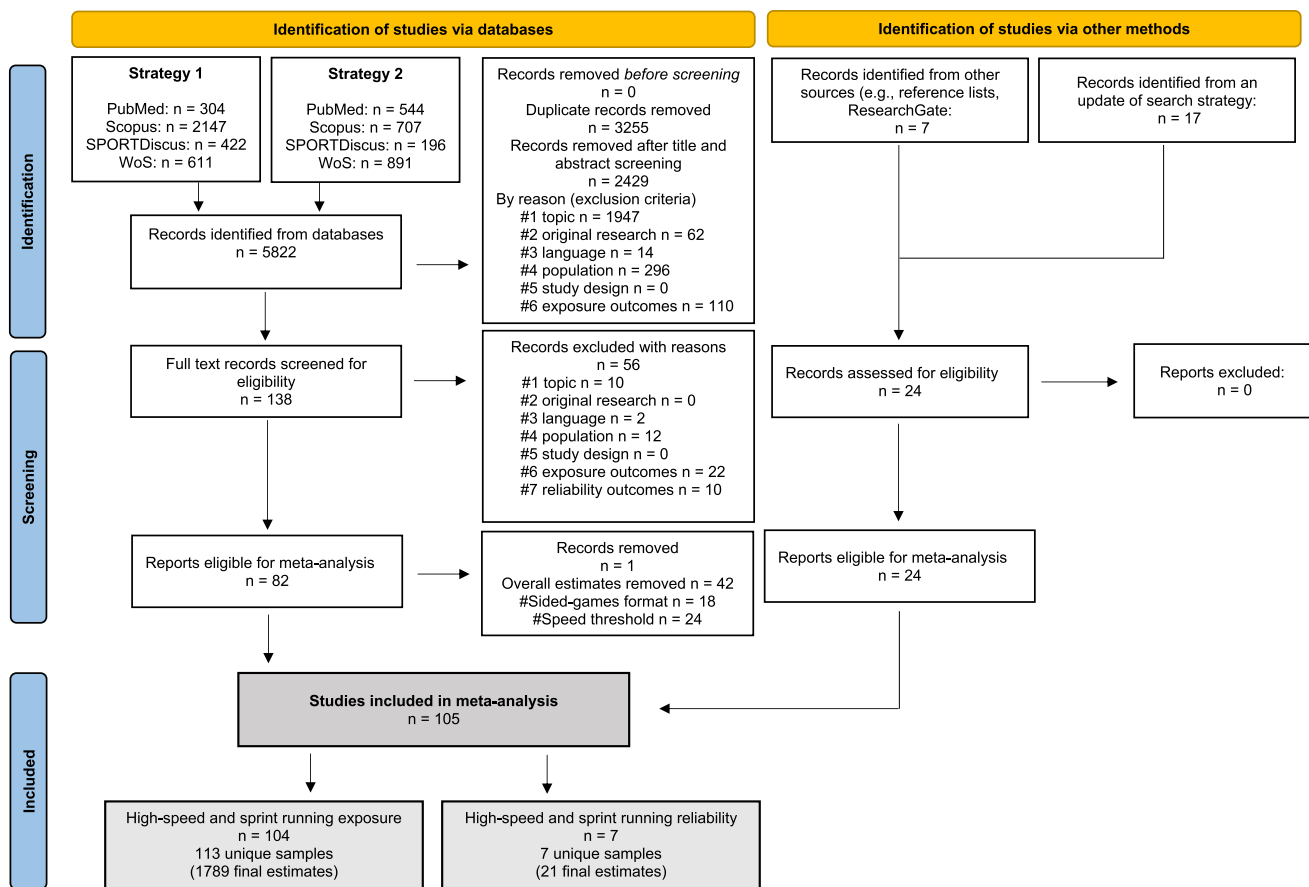 Identification of studies via databases
Identification of studies via other methods
Identification
Strategy 1
PubMed: n = 304
Scopus: n = 2147
SPORTDiscus: n = 422
WoS: n = 611
Strategy 2
PubMed: n = 544
Scopus: n = 707
SPORTDiscus: n = 196
WoS: n = 891
Records identified from databases
n = 5822
Records removed before screening
n = 0
Duplicate records removed
n = 3255
Records removed after title and
abstract screening
n = 2429
By reason (exclusion criteria)
#1 topic n = 1947
#2 original research n = 62
#3 language n = 14
#4 population n = 296
#5 study design n = 0
#6 exposure outcomes n = 110
Records identified from other
sources (e.g., reference lists,
ResearchGate:
n = 7
Records identified from an
update of search strategy:
n = 17
Screening
Full text records screened for
eligibility
n = 138
Records excluded with reasons
n = 56
#1 topic n = 10
#2 original research n = 0
#3 language n = 2
#4 population n = 12
#5 study design n = 0
#6 exposure outcomes n = 22
#7 reliability outcomes n = 10
Records assessed for eligibility
n = 24
Reports excluded:
n = 0
Reports eligible for meta-analysis
n = 82
Records removed
n = 1
Overall estimates removed n = 42
#Sided-games format n = 18
#Speed threshold n = 24
Reports eligible for meta-analysis
n = 24
Included
Studies included in meta-analysis
n = 105
High-speed and sprint running exposure
n = 104
113 unique samples
(1789 final estimates)
High-speed and sprint running reliability
n = 7
7 unique samples
(21 final estimates)